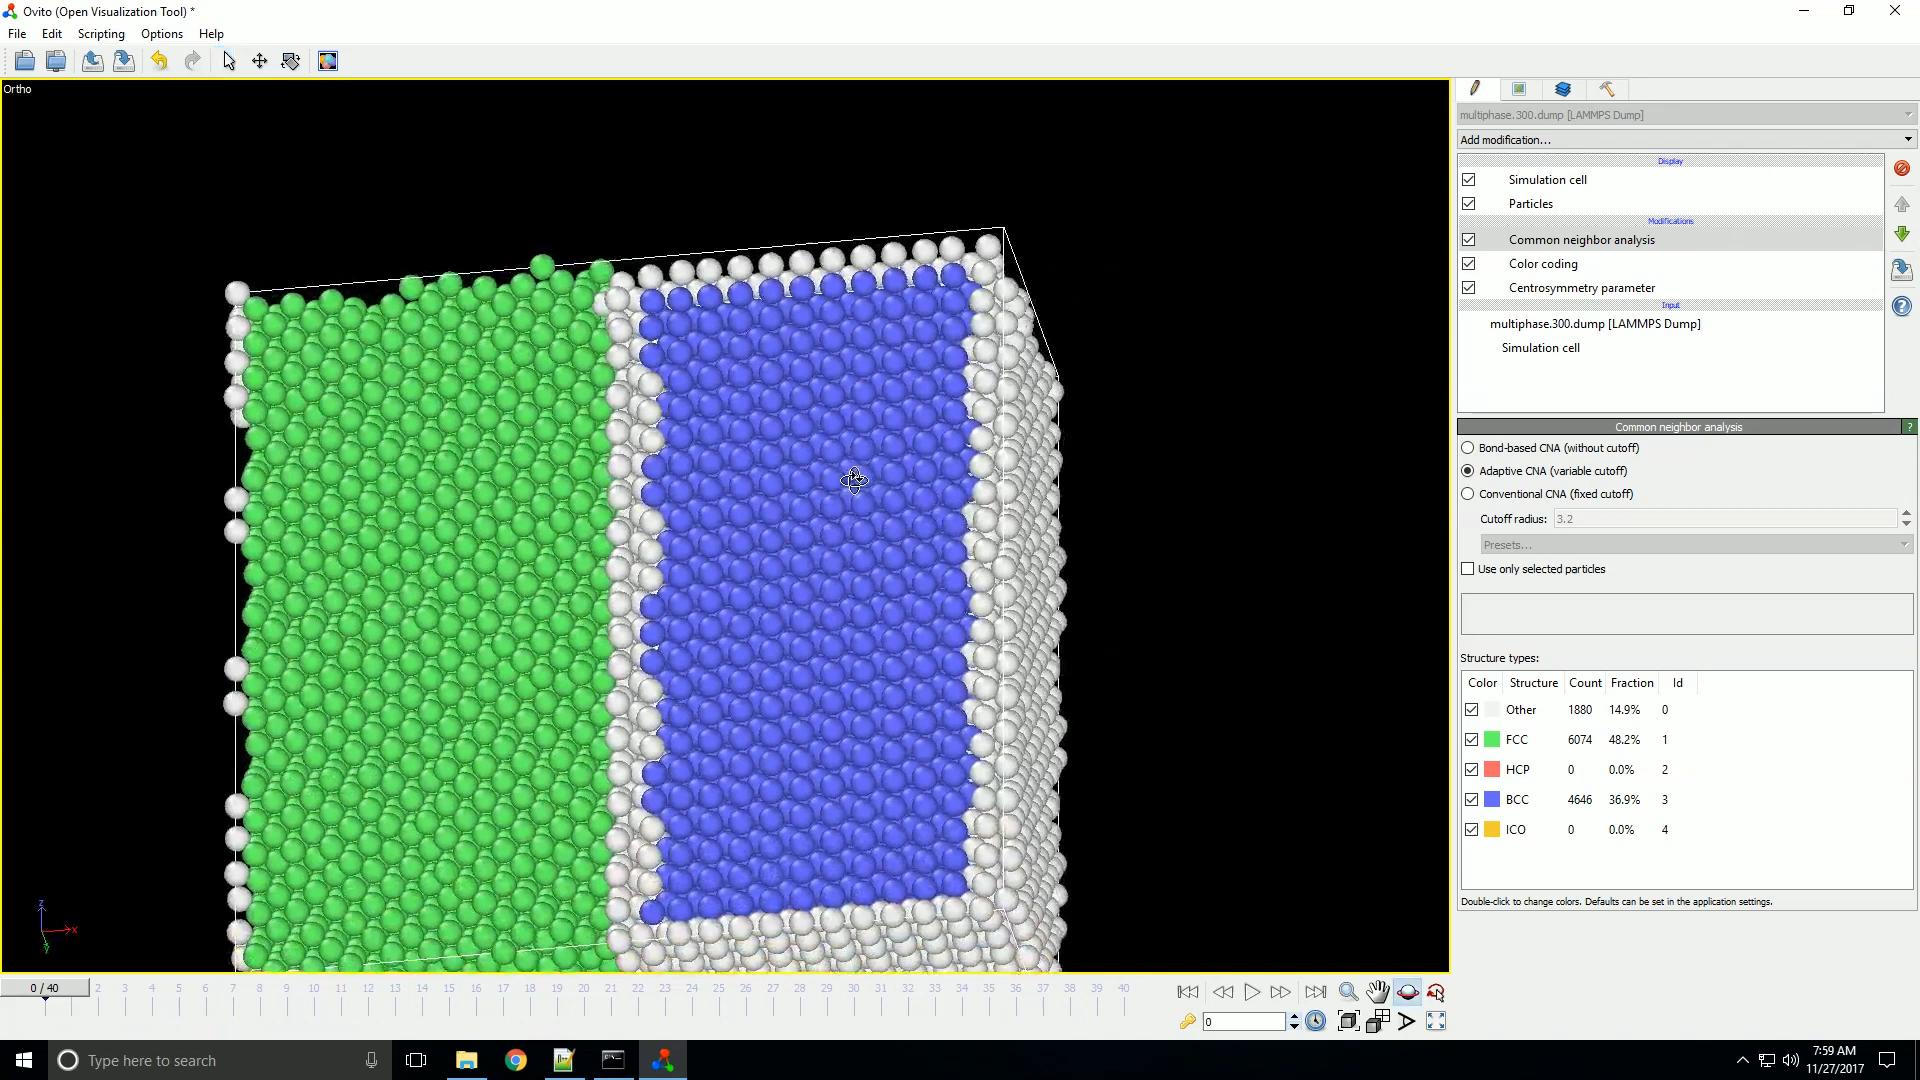 Ovito (Open Visualization Tool) *
File Edit Scripting Options Help
Ortho
multiphase.300.dump [LAMMPS Dump]
Add modification...
Display
Simulation cell
Particles
Modifications
Common neighbor analysis
Color coding
Centrosymmetry parameter
Input
multiphase.300.dump [LAMMPS Dump]
Simulation cell
Common neighbor analysis ?
Bond-based CNA (without cutoff)
Adaptive CNA (variable cutoff)
Conventional CNA (fixed cutoff)
Cutoff radius: 3.2
Presets...
Use only selected particles
Structure types:
Color Structure Count Fraction Id
Other 1880 14.9% 0
FCC 6074 48.2% 1
HCP 0 0.0% 2
BCC 4646 36.9% 3
ICO 0 0.0% 4
Double-click to change colors. Defaults can be set in the application settings.
z
x
y
0 / 40 2 3 4 5 6 7 8 9 10 11 12 13 14 15 16 17 18 19 20 21 22 23 24 25 26 27 28 29 30 31 32 33 34 35 36 37 38 39 40
0
Type here to search
7:59 AM
11/27/2017